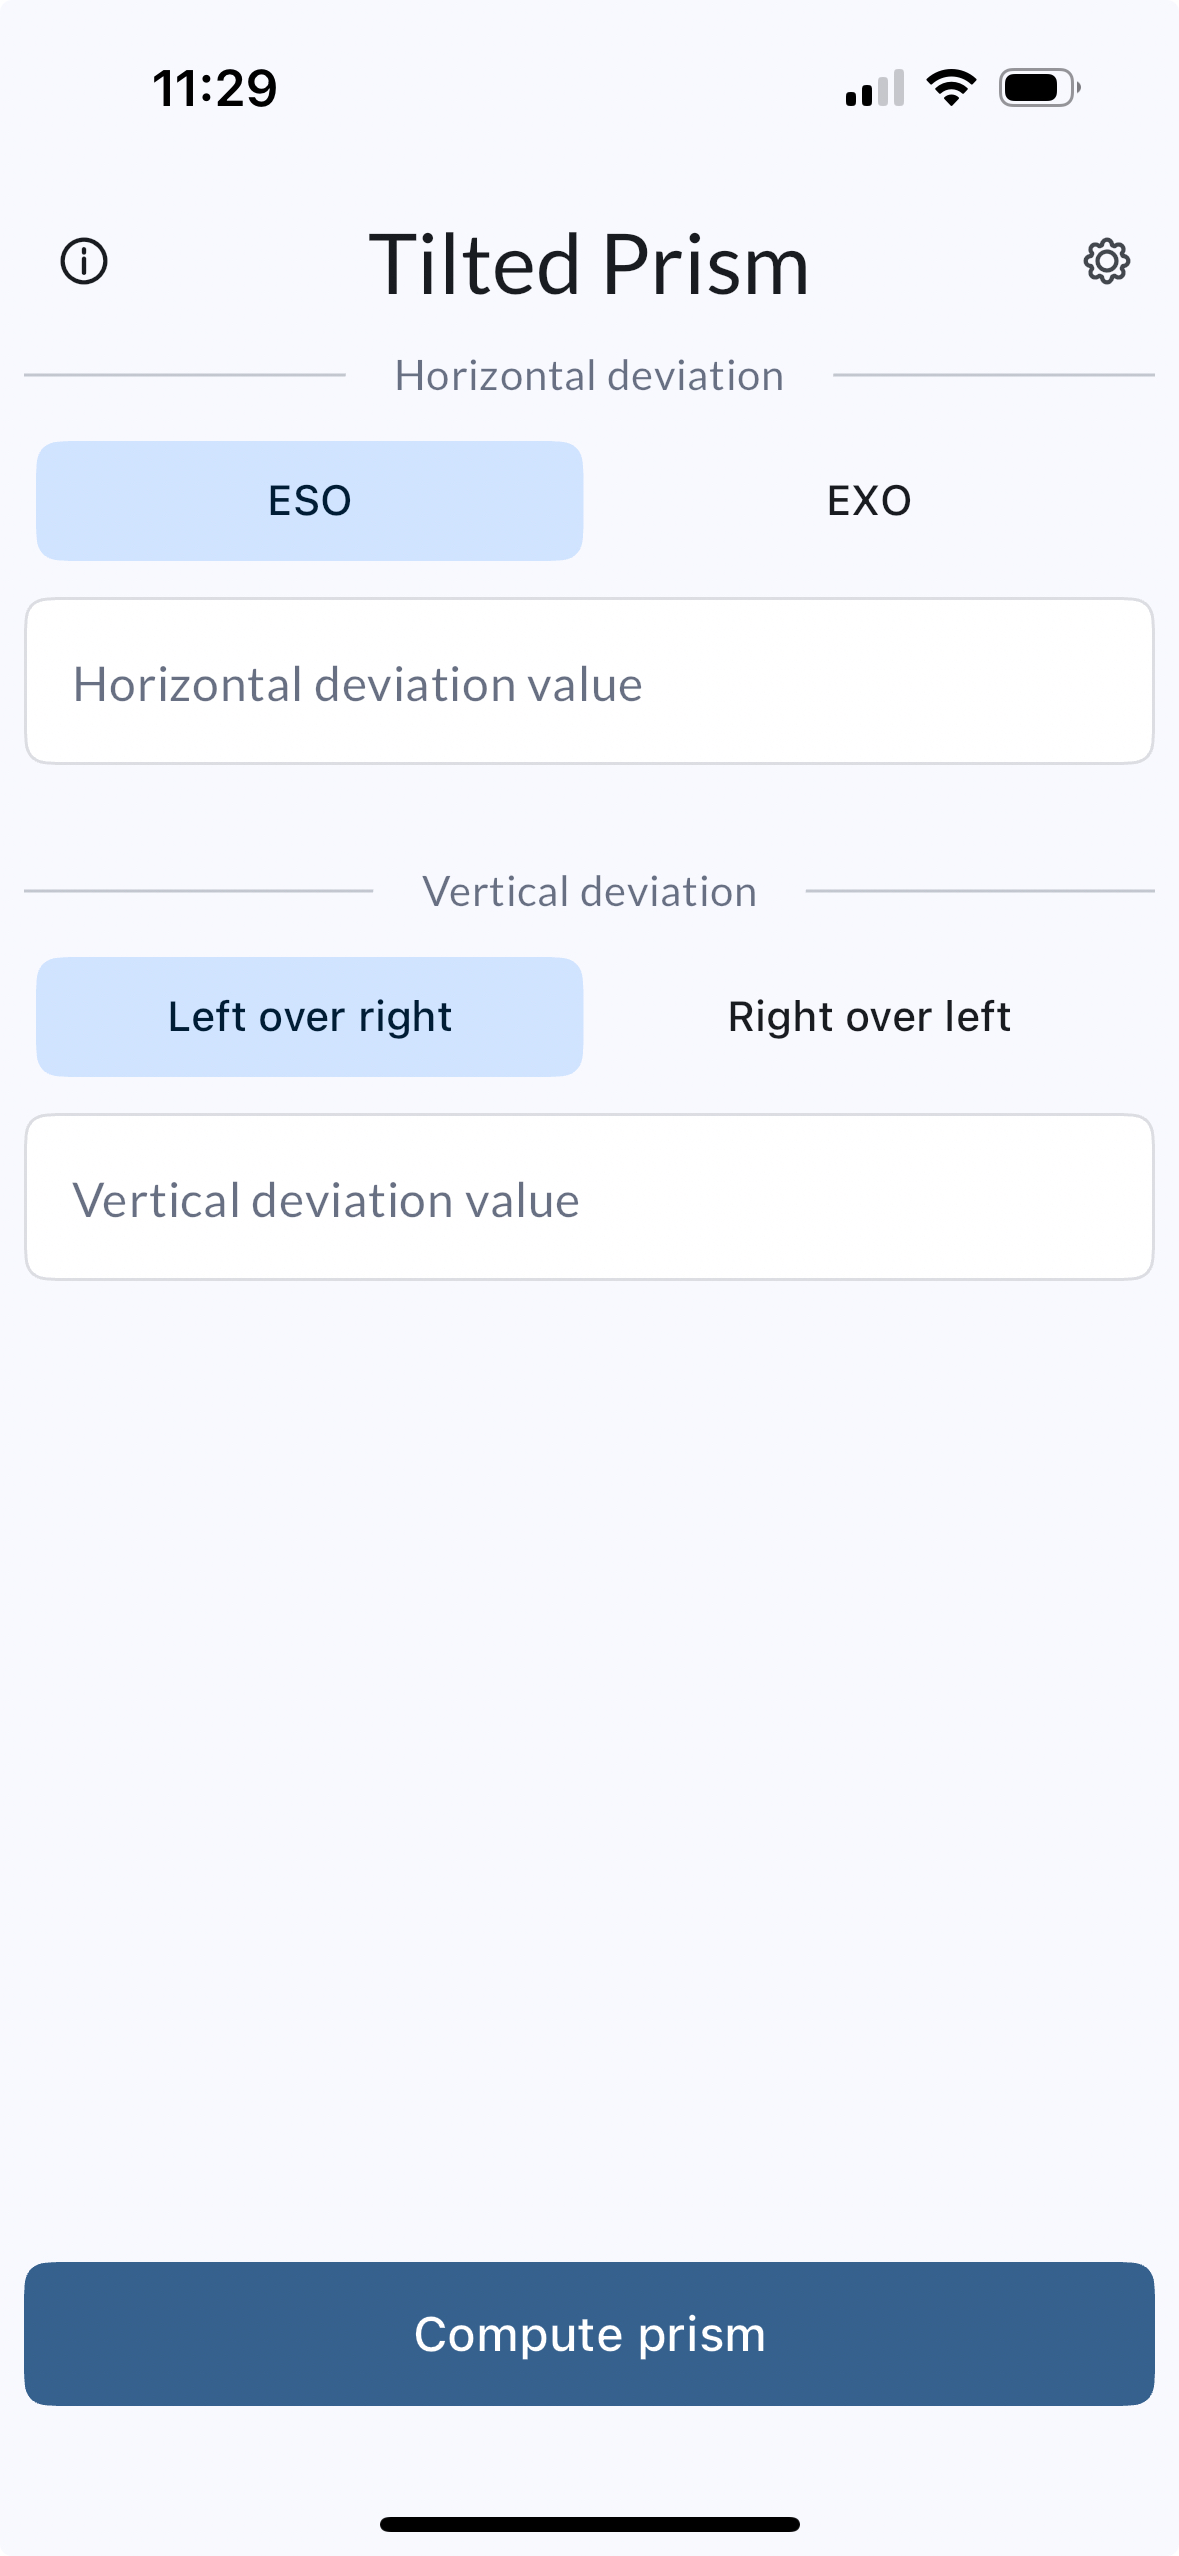 11:29
Tilted Prism
Horizontal deviation
ESO
EXO
Horizontal deviation value
Vertical deviation
Left over right
Right over left
Vertical deviation value
Compute prism